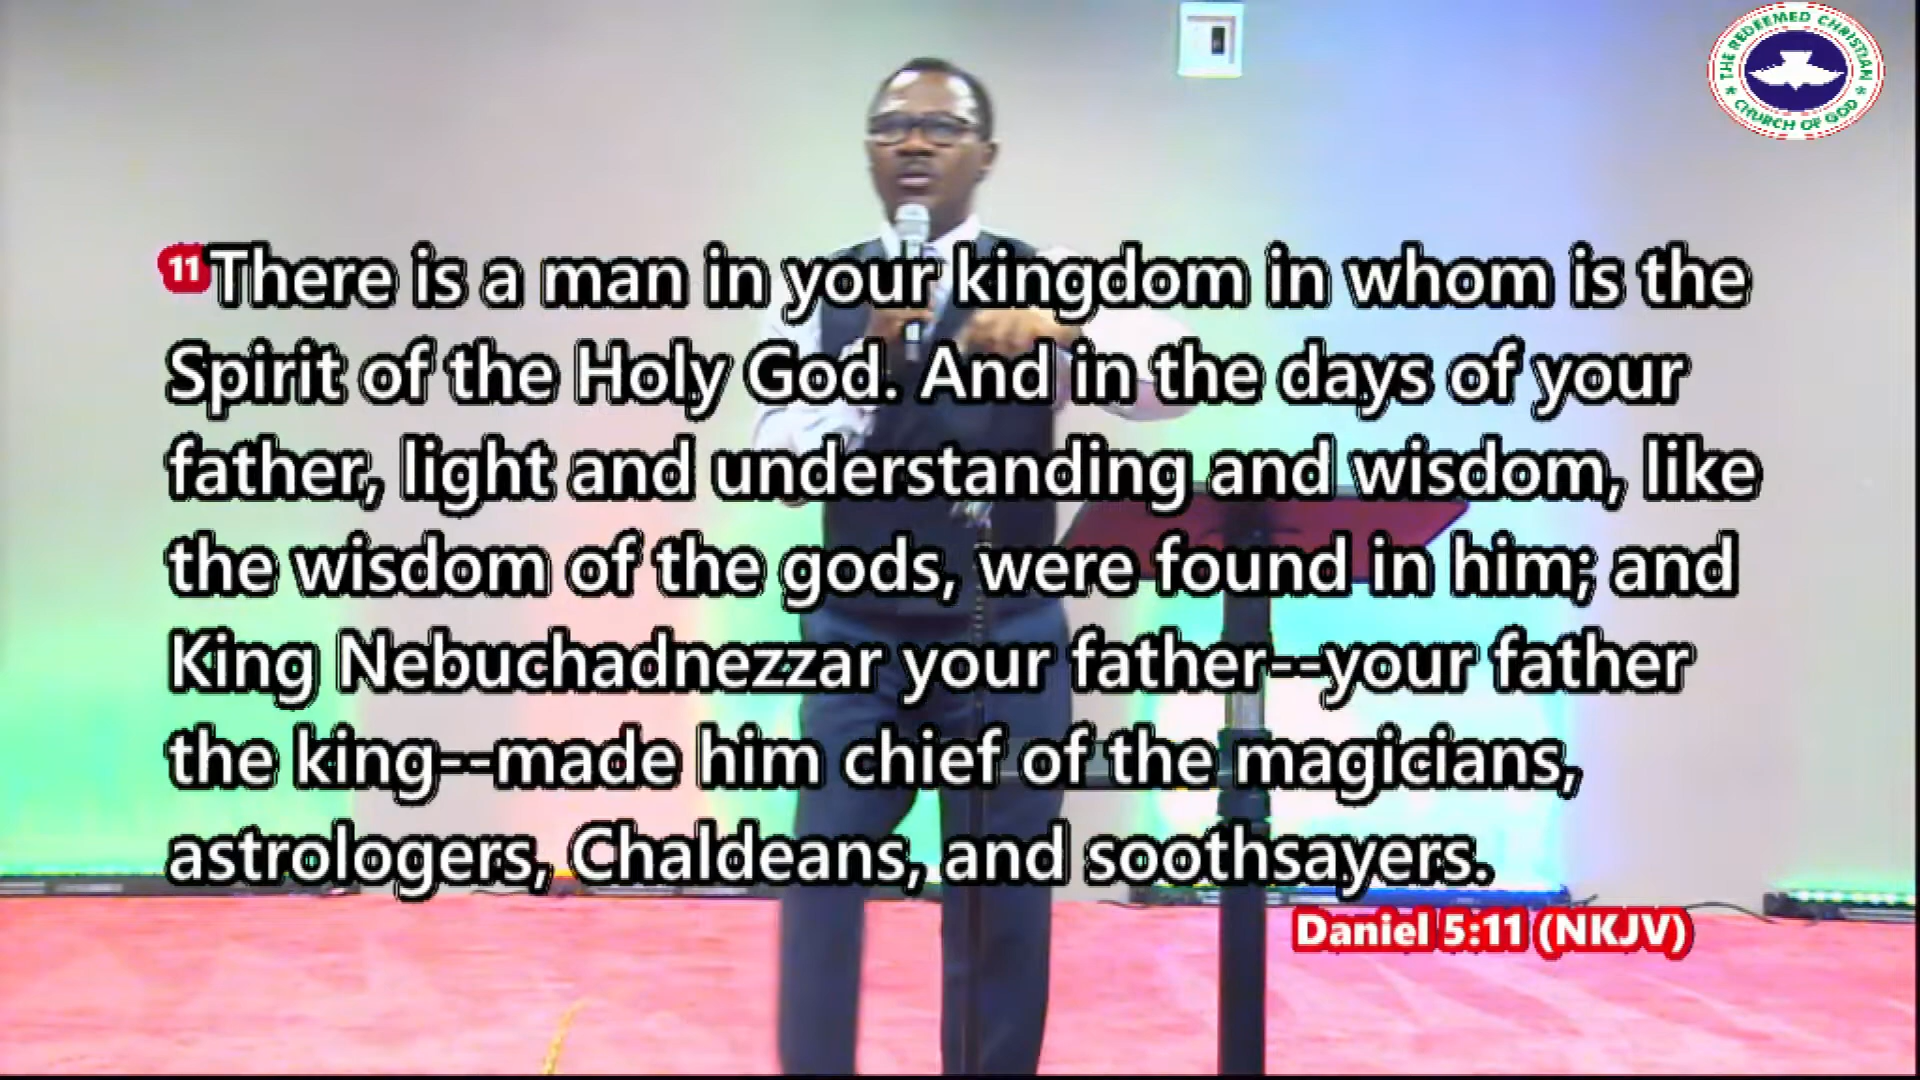 THE REDEEMED CHRISTIAN
CHURCH OF GOD
11 There is a man in your kingdom in whom is the
Spirit of the Holy God. And in the days of your
father, light and understanding and wisdom, like
the wisdom of the gods, were found in him; and
King Nebuchadnezzar your father--your father
the king--made him chief of the magicians,
astrologers, Chaldeans, and soothsayers.
Daniel 5:11 (NKJV)